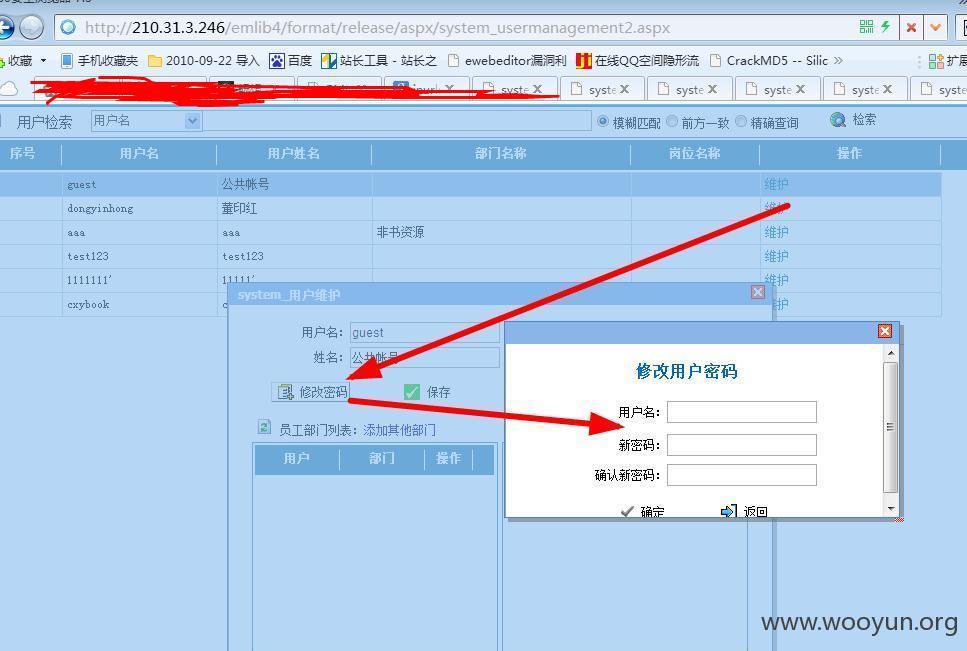 http://210.31.3.246/emlib4/format/release/aspx/system_usermanagement2.aspx
收藏 手机收藏夹 2010-09-22 导入 百度 站长工具 - 站长之 ewebeditor漏洞利 在线QQ空间隐形流 CrackMD5 -- Silic » 扩展
syste syste syste syste syste syste
用户检索 用户名 模糊匹配 前方一致 精确查询 检索
序号 用户名 用户姓名 部门名称 岗位名称 操作
guest 公共帐号 维护
dongyinhong 董印红 维护
aaa aaa 非书资源 维护
test123 test123 维护
1111111' 11111' 维护
cxybook 维护
system_用户维护
用户名: guest
姓名: 公共帐号
修改密码 保存
员工部门列表: 添加其他部门
用户 部门 操作
修改用户密码
用户名:
新密码:
确认新密码:
确定 返回
www.wooyun.org